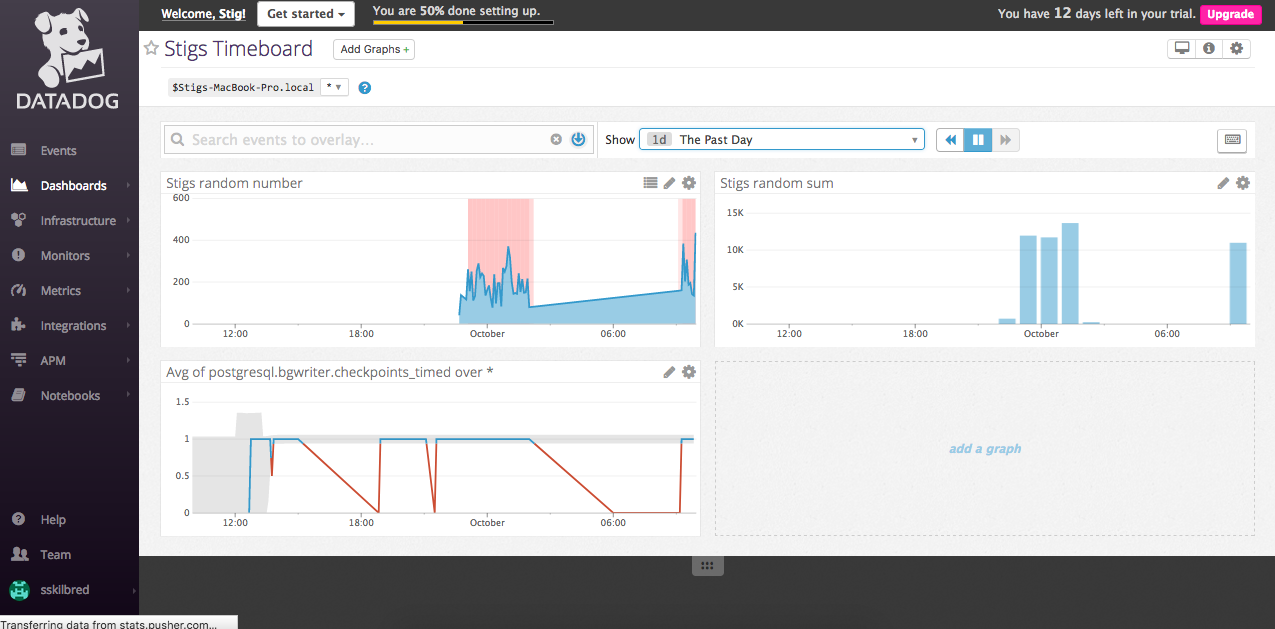 Welcome, Stig!
Get started
You are 50% done setting up.
You have 12 days left in your trial.
Upgrade
DATADOG
Stigs Timeboard
Add Graphs +
$Stigs-MacBook-Pro.local
*
?
Search events to overlay...
Show
1d The Past Day
Events
Dashboards
Infrastructure
Monitors
Metrics
Integrations
APM
Notebooks
Help
Team
sskilbred
Stigs random number
600
400
200
0
12:00 18:00 October 06:00
Stigs random sum
15K
10K
5K
0K
12:00 18:00 October 06:00
Avg of postgresql.bgwriter.checkpoints_timed over *
1.5
1
0.5
0
12:00 18:00 October 06:00
add a graph
Transferring data from stats.pusher.com...